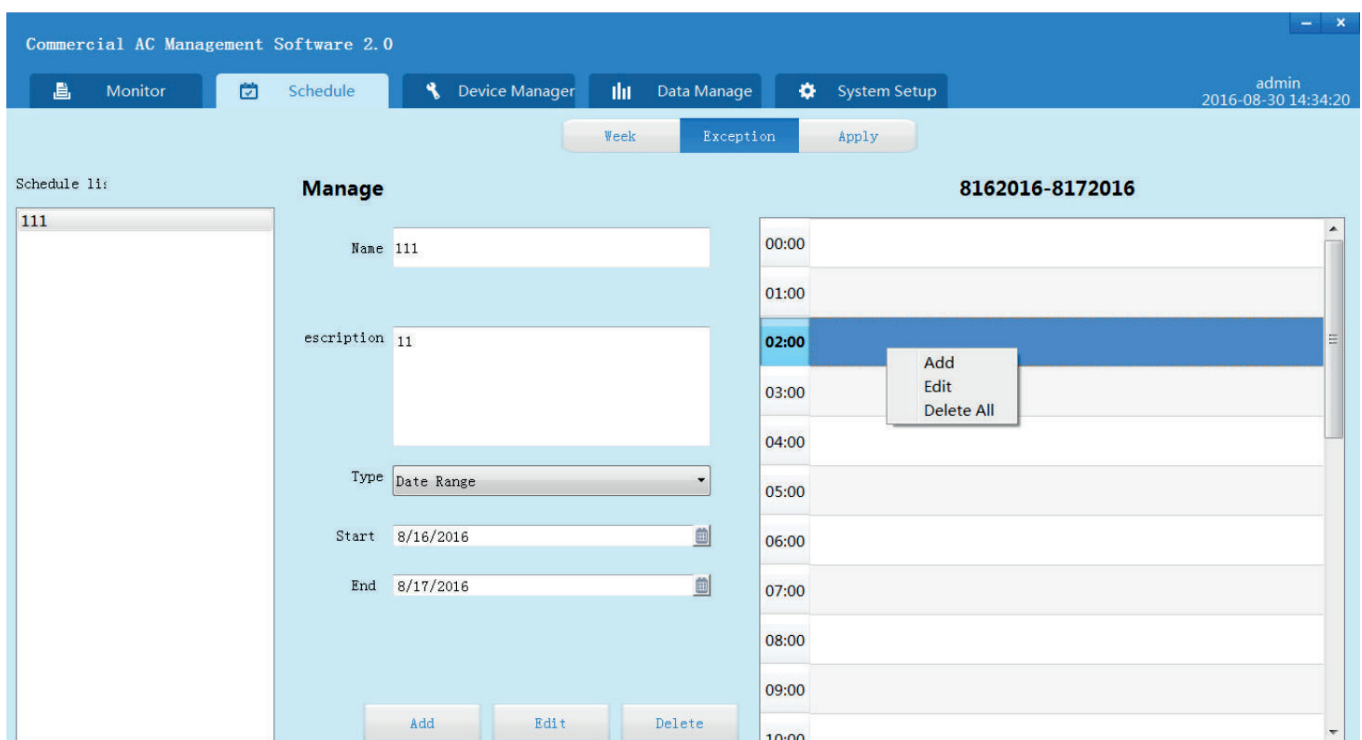 Commercial AC Management Software 2.0
Monitor
Schedule
Device Manager
Data Manage
System Setup
admin
2016-08-30 14:34:20
Week
Exception
Apply
Schedule li
111
Manage
Name 111
escription 11
Type Date Range
Start 8/16/2016
End 8/17/2016
Add
Edit
Delete
8162016-8172016
00:00
01:00
02:00
Add
Edit
Delete All
03:00
04:00
05:00
06:00
07:00
08:00
09:00
10:00